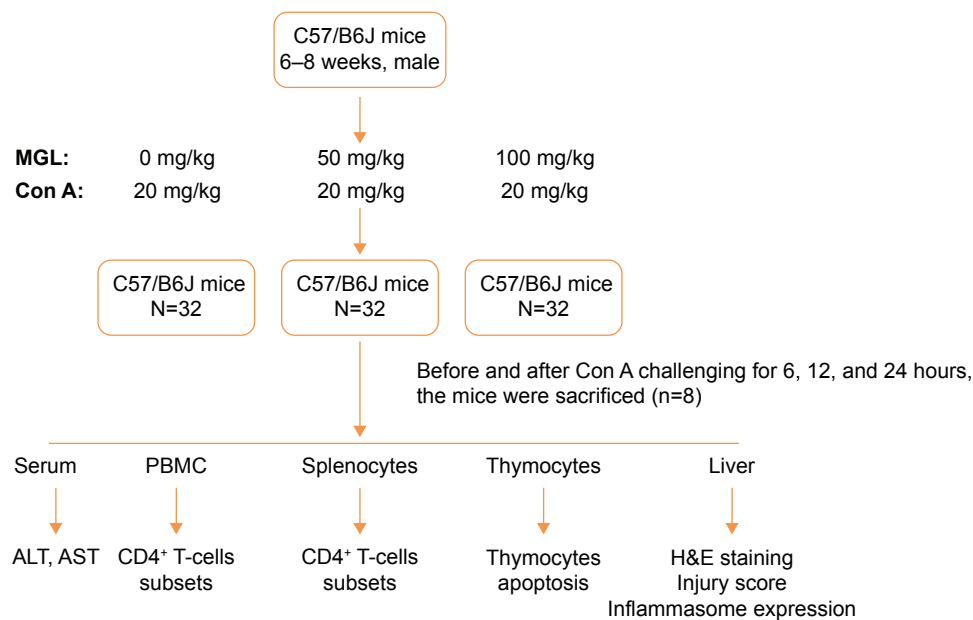 C57/B6J mice
6–8 weeks, male
MGL: 0 mg/kg 50 mg/kg 100 mg/kg
Con A: 20 mg/kg 20 mg/kg 20 mg/kg
C57/B6J mice C57/B6J mice C57/B6J mice
N=32 N=32 N=32
Before and after Con A challenging for 6, 12, and 24 hours,
the mice were sacrificed (n=8)
Serum PBMC Splenocytes Thymocytes Liver
ALT, AST CD4⁺ T-cells CD4⁺ T-cells Thymocytes H&E staining
subsets subsets apoptosis Injury score
Inflammasome expression